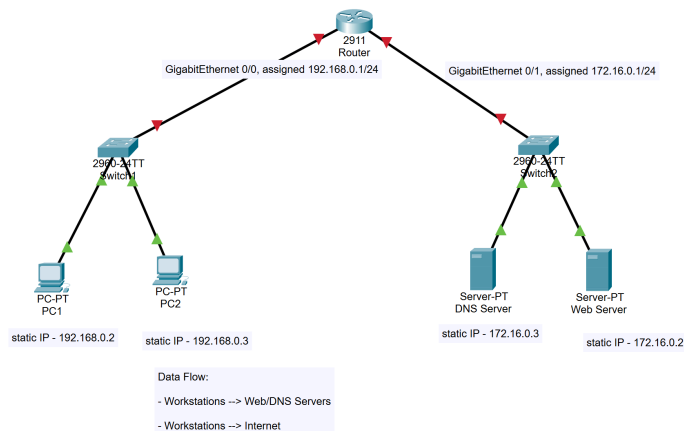 2911
Router
GigabitEthernet 0/0, assigned 192.168.0.1/24
GigabitEthernet 0/1, assigned 172.16.0.1/24
2960-24TT
Switch1
2960-24TT
Switch2
PC-PT
PC1
PC-PT
PC2
Server-PT
DNS Server
Server-PT
Web Server
static IP - 192.168.0.2
static IP - 192.168.0.3
static IP - 172.16.0.3
static IP - 172.16.0.2
Data Flow:
- Workstations --> Web/DNS Servers
- Workstations --> Internet